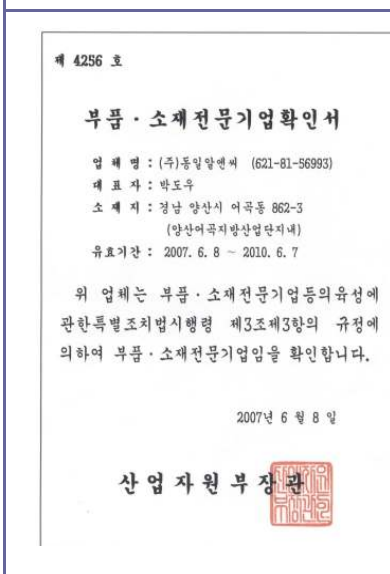 제 4256 호
부품·소재전문기업확인서
업 체 명 : (주)동일알앤씨 (621-81-56993)
대 표 자 : 박도우
소 재 지 : 경남 양산시 어곡동 862-3
(양산어곡지방산업단지내)
유효기간 : 2007. 6. 8 ~ 2010. 6. 7
위 업체는 부품·소재전문기업등의육성에
관한특별조치법시행령 제3조제3항의 규정에
의하여 부품·소재전문기업임을 확인합니다.
2007년 6 월 8 일
산업자원부장관